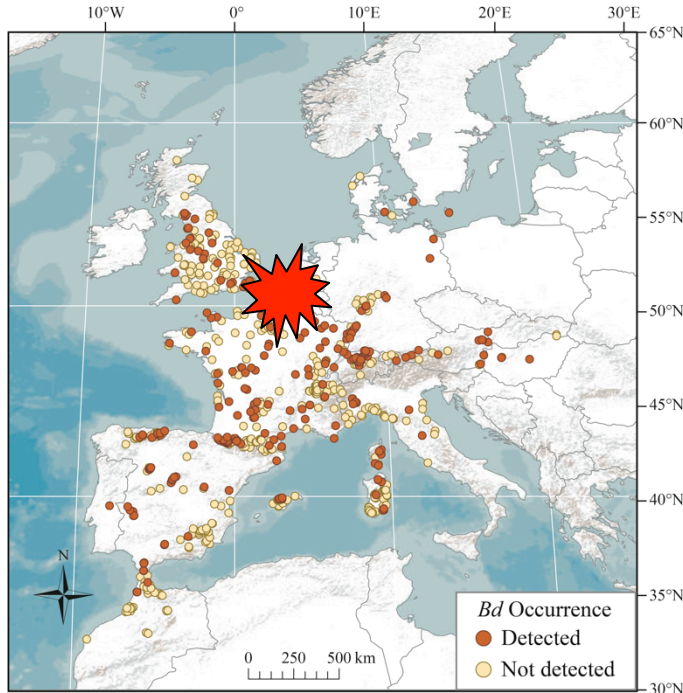 10°W 0° 10°E 20°E 30°E
65°N
60°N
55°N
50°N
45°N
40°N
35°N
30°N
N
0 250 500 km
Bd Occurrence
Detected
Not detected